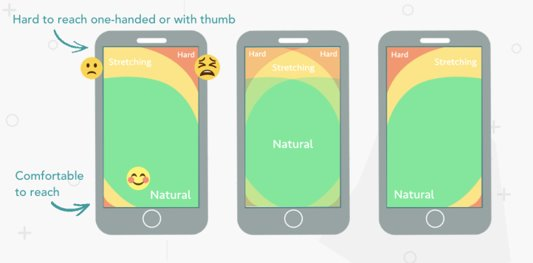 Hard to reach one-handed or with thumb
Stretching
Hard
Natural
Comfortable
to reach
Hard
Hard
Stretching
Natural
Hard
Stretching
Natural